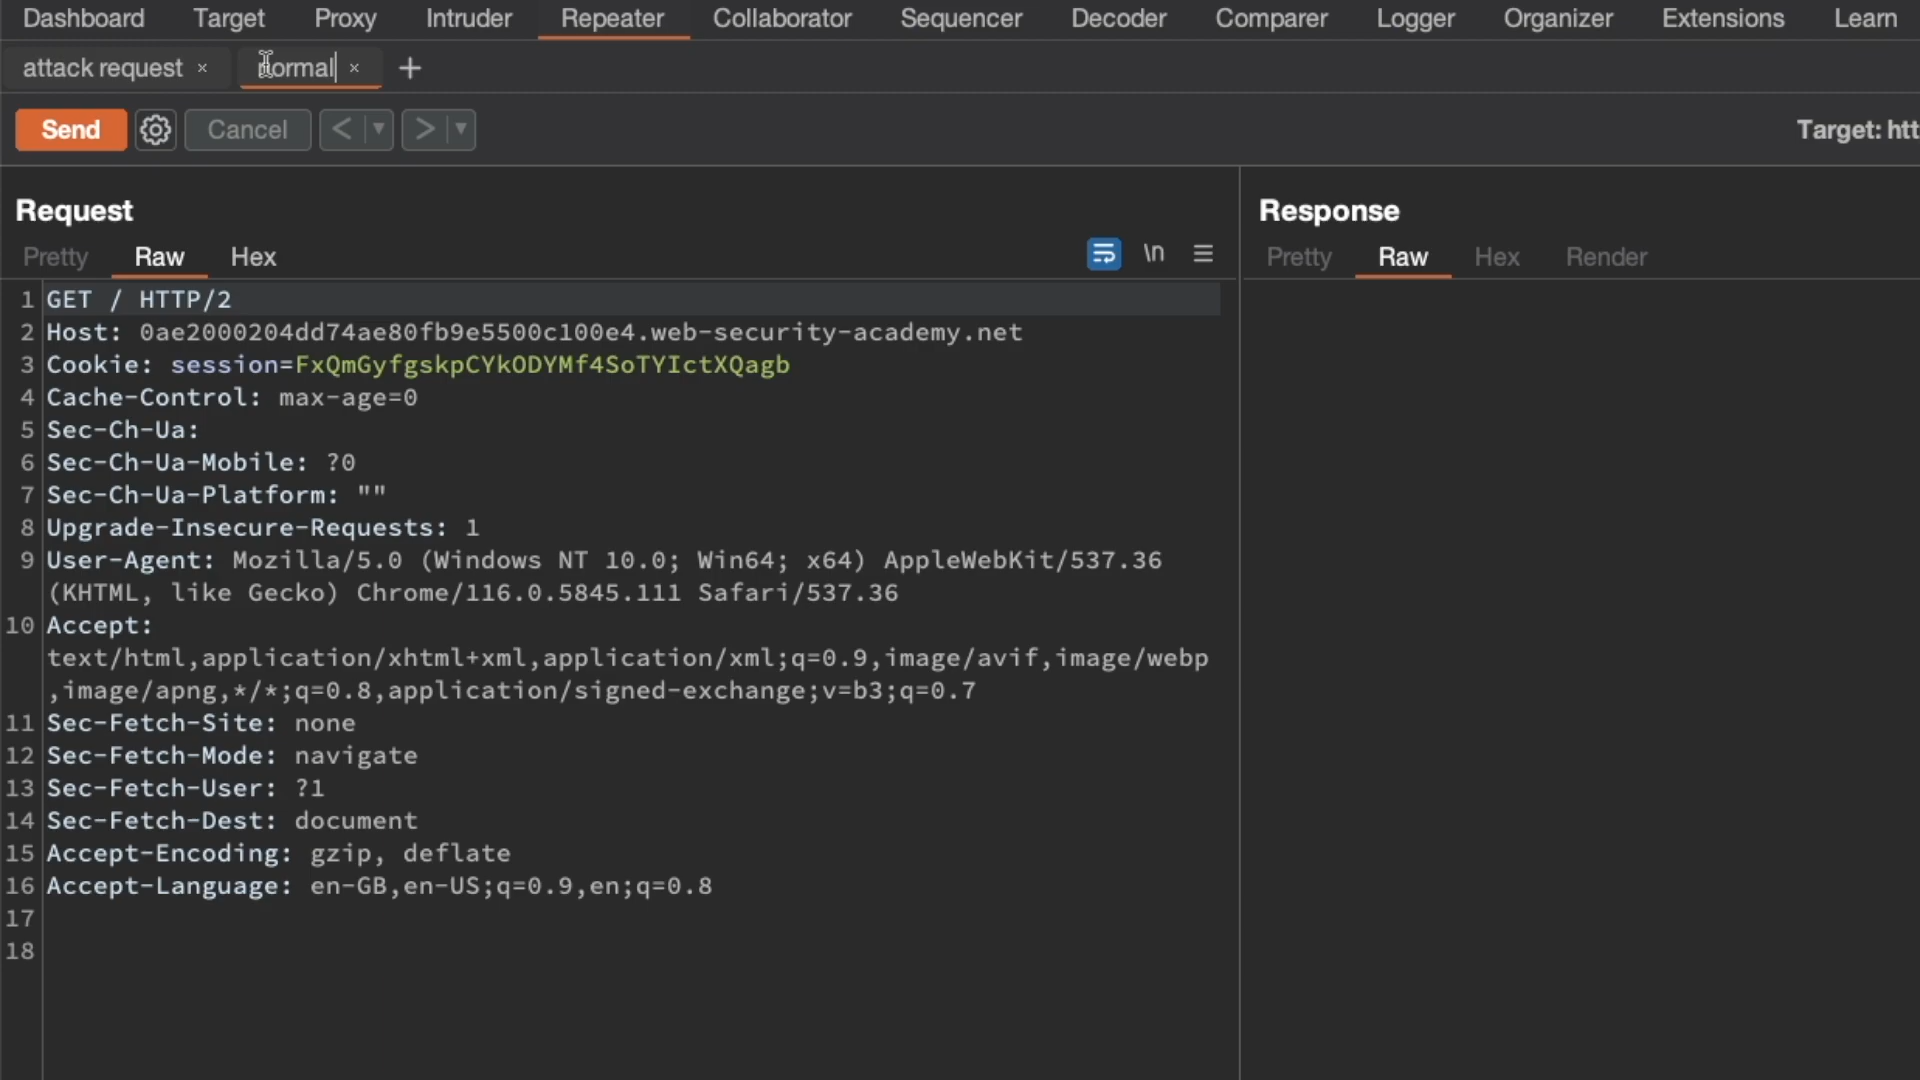 Dashboard Target Proxy Intruder Repeater Collaborator Sequencer Decoder Comparer Logger Organizer Extensions Learn
attack request × normal × +
Send Cancel < > Target: htt
Request
Pretty Raw Hex \n
1 GET / HTTP/2
2 Host: 0ae2000204dd74ae80fb9e5500c100e4.web-security-academy.net
3 Cookie: session=FxQmGyfgskpCYkODYMf4SoTYIctXQagb
4 Cache-Control: max-age=0
5 Sec-Ch-Ua:
6 Sec-Ch-Ua-Mobile: ?0
7 Sec-Ch-Ua-Platform: ""
8 Upgrade-Insecure-Requests: 1
9 User-Agent: Mozilla/5.0 (Windows NT 10.0; Win64; x64) AppleWebKit/537.36
(KHTML, like Gecko) Chrome/116.0.5845.111 Safari/537.36
10 Accept:
text/html,application/xhtml+xml,application/xml;q=0.9,image/avif,image/webp
,image/apng,*/*;q=0.8,application/signed-exchange;v=b3;q=0.7
11 Sec-Fetch-Site: none
12 Sec-Fetch-Mode: navigate
13 Sec-Fetch-User: ?1
14 Sec-Fetch-Dest: document
15 Accept-Encoding: gzip, deflate
16 Accept-Language: en-GB,en-US;q=0.9,en;q=0.8
17
18
Response
Pretty Raw Hex Render